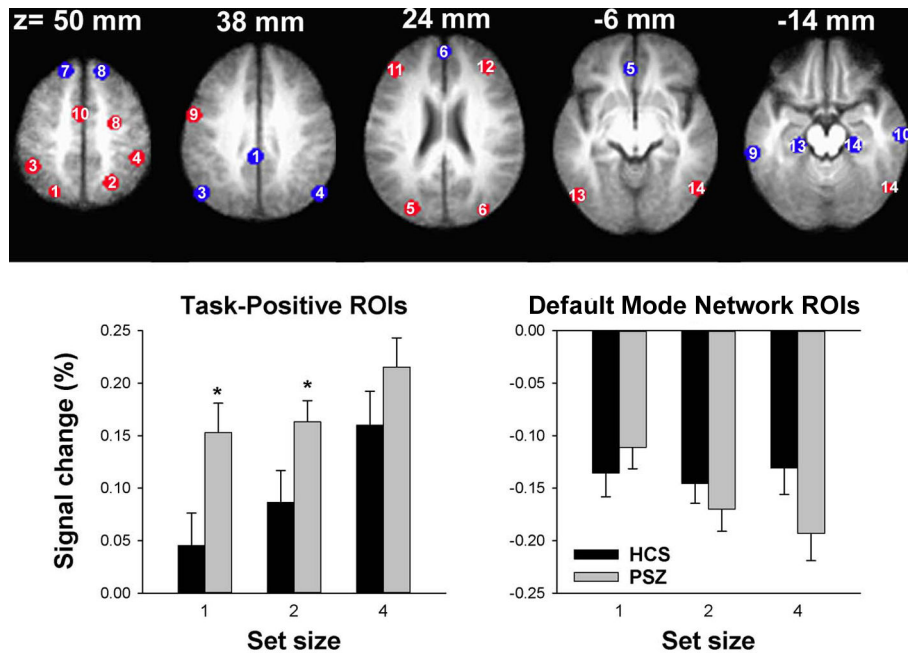 z= 50 mm 38 mm 24 mm -6 mm -14 mm
7 8 10 8 3 4 1 2
9 1 3 4
11 6 12 5 6
5 13 14
9 13 14 10 14
Task-Positive ROIs
Default Mode Network ROIs
Signal change (%)
0.25
0.20
0.15
0.10
0.05
0.00
* *
1 2 4
Set size
0.00
-0.05
-0.10
-0.15
-0.20
-0.25
HCS
PSZ
1 2 4
Set size